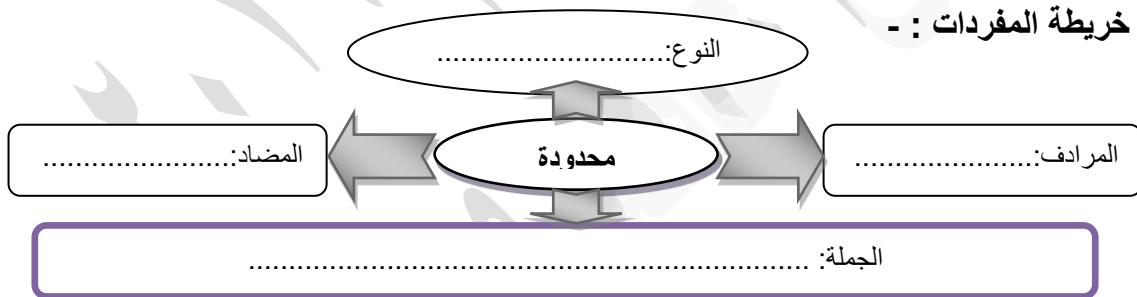 خريطة المفردات : -
النوع:............................
المرادف:......................
محدودة
المضاد:.......................
الجملة: .....................................................................